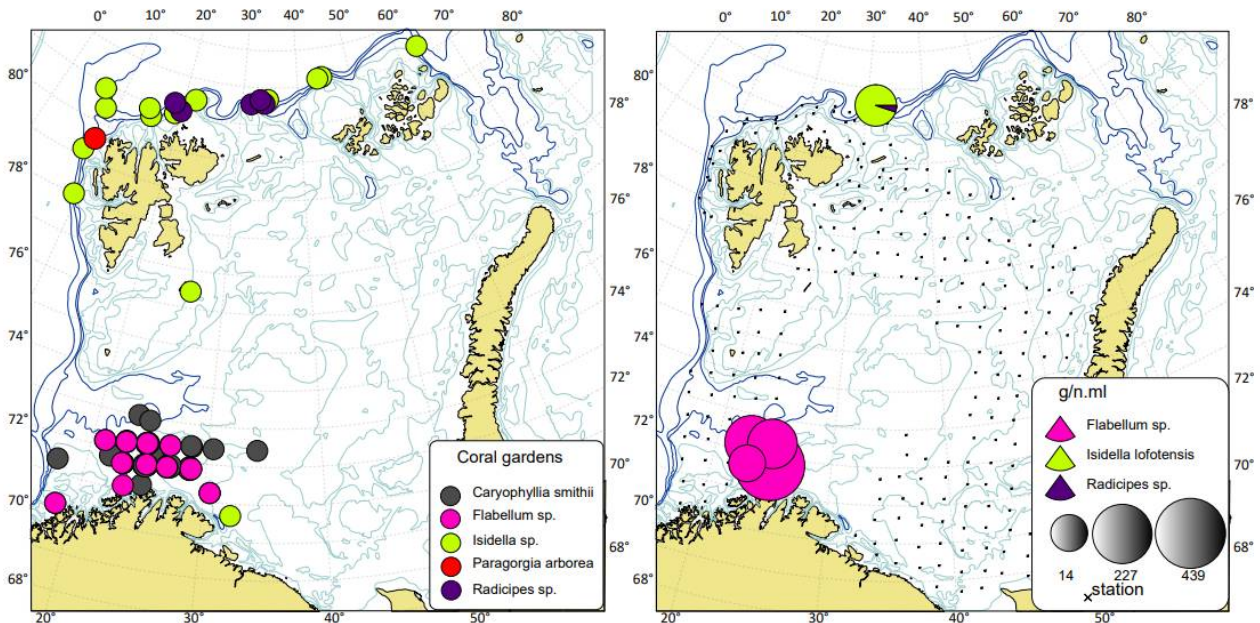 0° 10° 20° 30° 40° 50° 60° 70° 80°
80°
78°
76°
74°
72°
70°
68°
78°
76°
74°
72°
70°
68°
20° 30° 40° 50°
Coral gardens
Caryophyllia smithii
Flabellum sp.
Isidella sp.
Paragorgia arborea
Radicipes sp.
0° 10° 20° 30° 40° 50° 60° 70° 80°
80°
78°
76°
74°
72°
70°
68°
78°
76°
74°
72°
70°
68°
20° 30° 40° 50°
g/n.ml
Flabellum sp.
Isidella lofotensis
Radicipes sp.
14 227 439
station